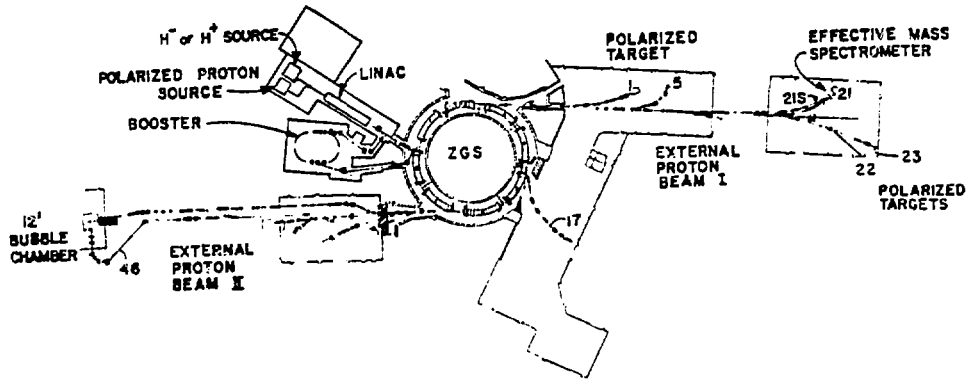 H⁻ or H⁺ SOURCE
POLARIZED PROTON
SOURCE
LINAC
BOOSTER
ZGS
POLARIZED
TARGET
1
5
EFFECTIVE MASS
SPECTROMETER
21S
21
22
23
POLARIZED
TARGETS
EXTERNAL
PROTON
BEAM I
17
12'
BUBBLE
CHAMBER
46
EXTERNAL
PROTON
BEAM II